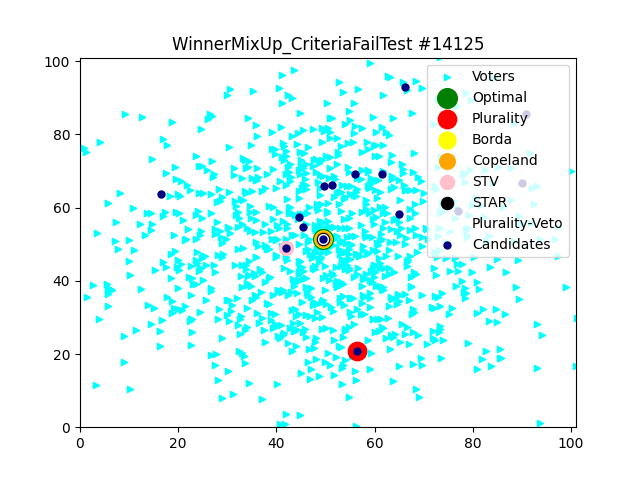 WinnerMixUp_CriteriaFailTest #14125
100
80
60
40
20
0
0
20
40
60
80
100
Voters
Optimal
Plurality
Borda
Copeland
STV
STAR
Plurality-Veto
Candidates